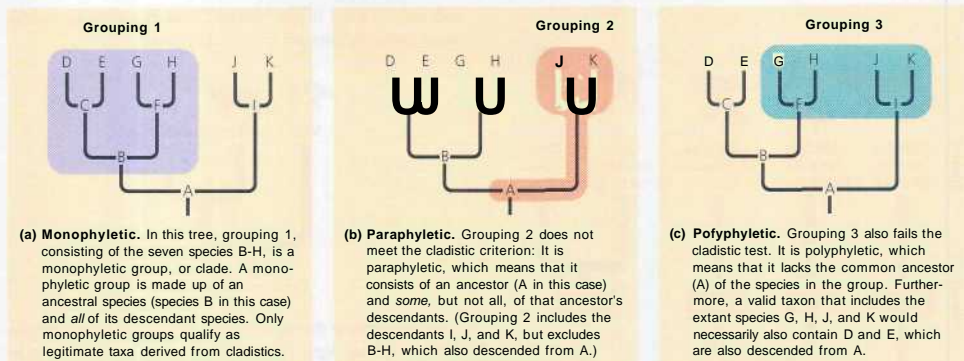 Grouping 1
D E G H J K
C F I
B
A
(a) Monophyletic. In this tree, grouping 1,
consisting of the seven species B-H, is a
monophyletic group, or clade. A mono-
phyletic group is made up of an
ancestral species (species B in this case)
and all of its descendant species. Only
monophyletic groups qualify as
legitimate taxa derived from cladistics.
Grouping 2
D E G H J K
B
A
(b) Paraphyletic. Grouping 2 does not
meet the cladistic criterion: It is
paraphyletic, which means that it
consists of an ancestor (A in this case)
and some, but not all, of that ancestor's
descendants. (Grouping 2 includes the
descendants I, J, and K, but excludes
B-H, which also descended from A.)
Grouping 3
D E G H J K
C F I
B
A
(c) Polyphyletic. Grouping 3 also fails the
cladistic test. It is polyphyletic, which
means that it lacks the common ancestor
(A) of the species in the group. Further-
more, a valid taxon that includes the
extant species G, H, J, and K would
necessarily also contain D and E, which
are also descended from A.